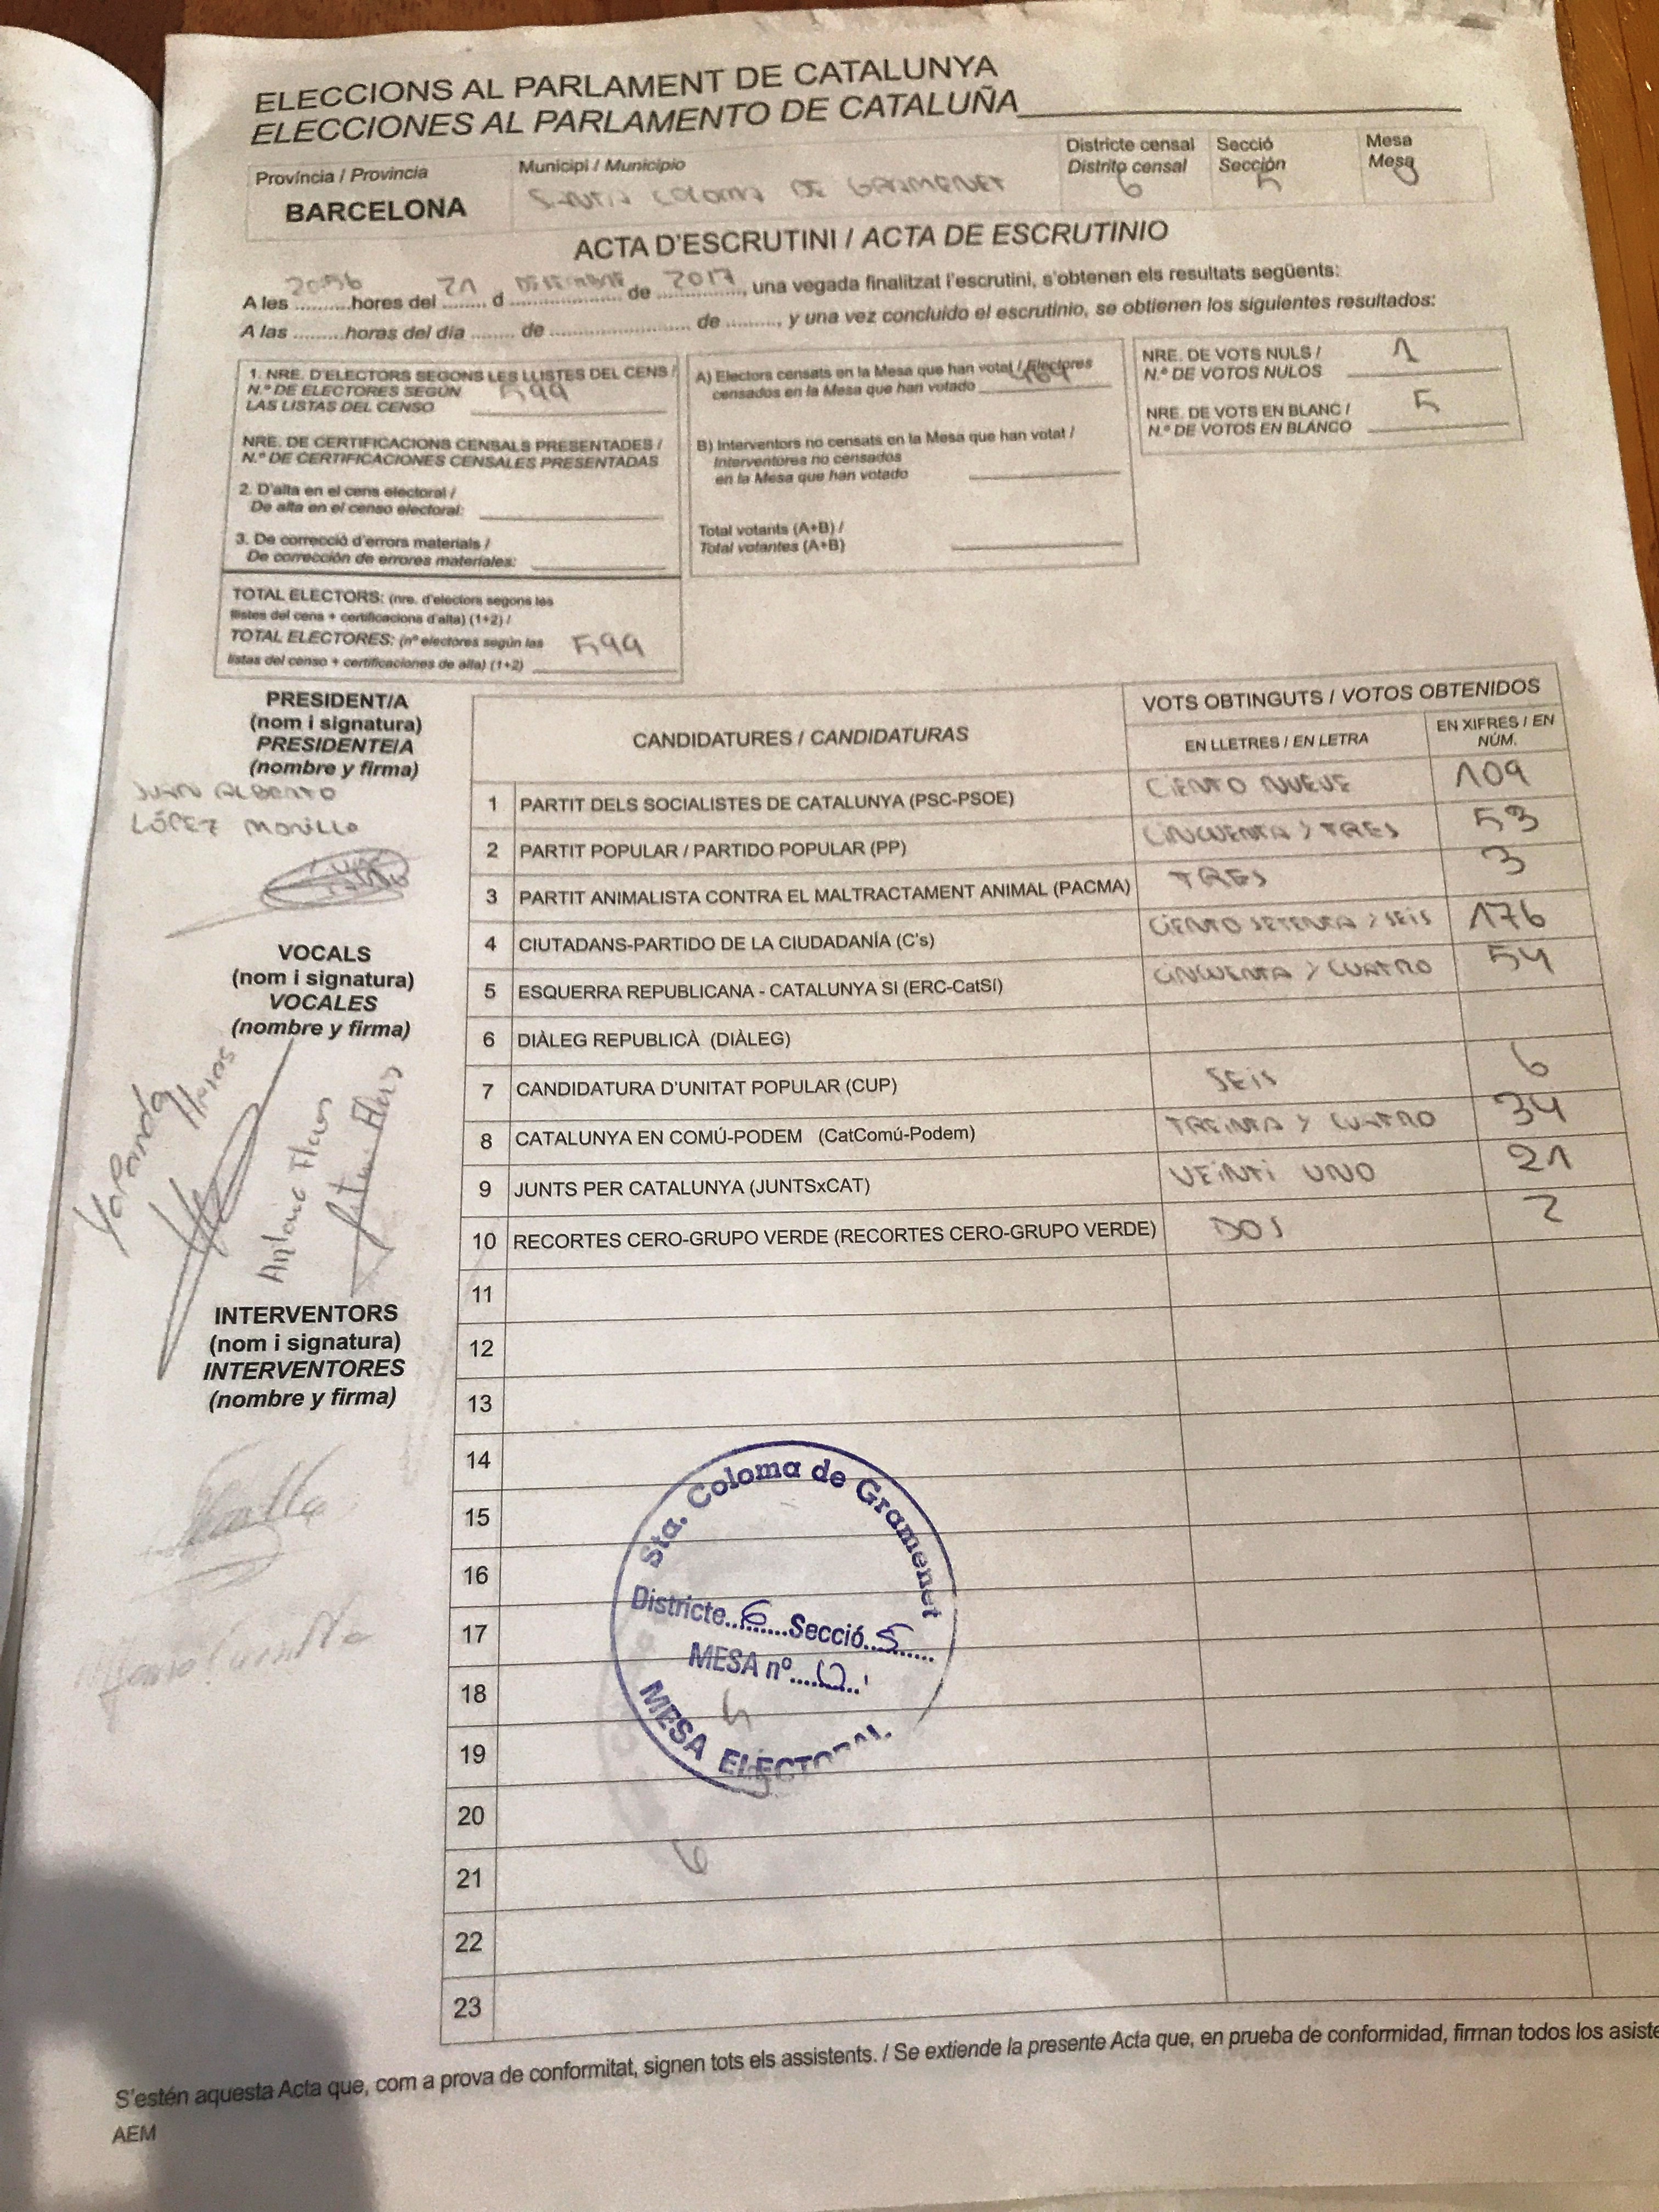 ELECCIONS AL PARLAMENT DE CATALUNYA
ELECCIONES AL PARLAMENTO DE CATALUÑA
Província / Provincia
BARCELONA
Municipi / Municipio
SANTA COLOMA DE GRAMENET
Districte censal
Distrito censal
6
Secció
Sección
5
Mesa
Mesa
ACTA D'ESCRUTINI / ACTA DE ESCRUTINIO
A les 20:56 hores del 21 d DESEMBRE de 2017, una vegada finalitzat l'escrutini, s'obtenen els resultats següents:
A las .........horas del día ....... de ........................ de ........., y una vez concluido el escrutinio, se obtienen los siguientes resultados:
1. NRE. D'ELECTORS SEGONS LES LLISTES DEL CENS /
N.º DE ELECTORES SEGÚN
LAS LISTAS DEL CENSO
599
NRE. DE CERTIFICACIONS CENSALS PRESENTADES /
N.º DE CERTIFICACIONES CENSALES PRESENTADAS
2. D'alta en el cens electoral /
De alta en el censo electoral:
3. De correcció d'errors materials /
De corrección de errores materiales:
TOTAL ELECTORS: (nre. d'electors segons les
llistes del cens + certificacions d'alta) (1+2) /
TOTAL ELECTORES: (nº electores según las
listas del censo + certificaciones de alta) (1+2)
599
A) Electors censats en la Mesa que han votat / Electores
censados en la Mesa que han votado
B) Interventors no censats en la Mesa que han votat /
Interventores no censados
en la Mesa que han votado
Total votants (A+B) /
Total votantes (A+B)
NRE. DE VOTS NULS /
N.º DE VOTOS NULOS
1
NRE. DE VOTS EN BLANC /
N.º DE VOTOS EN BLANCO
5
PRESIDENT/A
(nom i signatura)
PRESIDENTE/A
(nombre y firma)
JUAN ALBERTO
LÓPEZ MORILLO
VOCALS
(nom i signatura)
VOCALES
(nombre y firma)
Yolanda
Antonio Flores
INTERVENTORS
(nom i signatura)
INTERVENTORES
(nombre y firma)
CANDIDATURES / CANDIDATURAS
VOTS OBTINGUTS / VOTOS OBTENIDOS
EN LLETRES / EN LETRA
EN XIFRES / EN
NÚM.
1 PARTIT DELS SOCIALISTES DE CATALUNYA (PSC-PSOE) CIENTO NUEVE 109
2 PARTIT POPULAR / PARTIDO POPULAR (PP) CINCUENTA Y TRES 53
3 PARTIT ANIMALISTA CONTRA EL MALTRACTAMENT ANIMAL (PACMA) TRES 3
4 CIUTADANS-PARTIDO DE LA CIUDADANÍA (C's) CIENTO SETENTA Y SEIS 176
5 ESQUERRA REPUBLICANA - CATALUNYA SI (ERC-CatSí) CINCUENTA Y CUATRO 54
6 DIÀLEG REPUBLICÀ (DIÀLEG)
7 CANDIDATURA D'UNITAT POPULAR (CUP) SEIS 6
8 CATALUNYA EN COMÚ-PODEM (CatComú-Podem) TREINTA Y CUATRO 34
9 JUNTS PER CATALUNYA (JUNTSxCAT) VEINTI UNO 21
10 RECORTES CERO-GRUPO VERDE (RECORTES CERO-GRUPO VERDE) DOS 2
11
12
13
14
15
16
17
18
19
20
21
22
23
Sta. Coloma de Gramenet
Districte 6 Secció 5
MESA nº
MESA ELECTORAL
S'estén aquesta Acta que, com a prova de conformitat, signen tots els assistents. / Se extiende la presente Acta que, en prueba de conformidad, firman todos los asiste
AEM